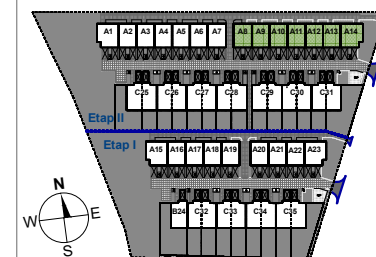 A1 A2 A3 A4 A5 A6 A7 A8 A9 A10 A11 A12 A13 A14
C25 C26 C27 C28 C29 C30 C31
Etap II
Etap I
A15 A16 A17 A18 A19 A20 A21 A22 A23
B24 C32 C33 C34 C35
N
W E
S